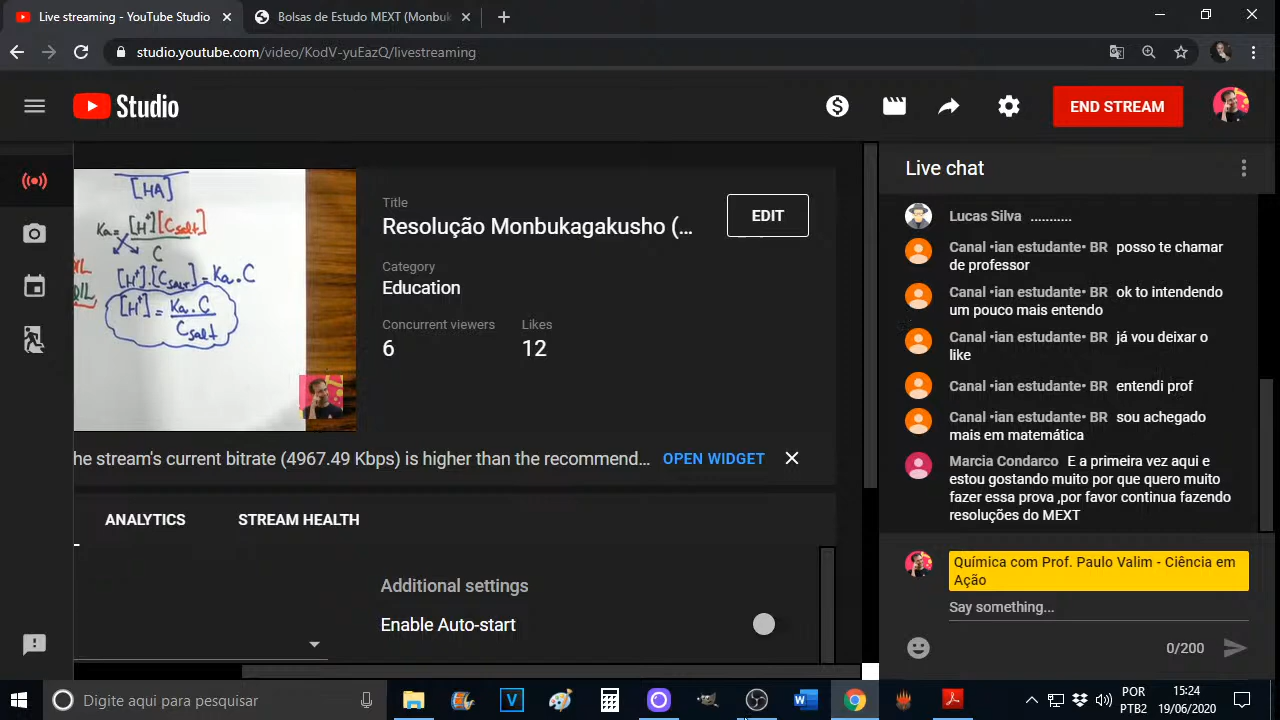 Live streaming - YouTube Studio
Bolsas de Estudo MEXT (Monbuk
studio.youtube.com/video/KodV-yuEazQ/livestreaming
Studio
END STREAM
[HA]
Ka = [H+][Csalt]
C
[H+].[Csalt] = Ka.C
[H+] = Ka.C
Csalt
Title
Resolução Monbukagakusho (...
EDIT
Category
Education
Concurrent viewers
Likes
6
12
he stream's current bitrate (4967.49 Kbps) is higher than the recommend...
OPEN WIDGET
ANALYTICS
STREAM HEALTH
Additional settings
Enable Auto-start
Live chat
Lucas Silva ...........
Canal •ian estudante• BR posso te chamar
de professor
Canal •ian estudante• BR ok to intendendo
um pouco mais entendo
Canal •ian estudante• BR já vou deixar o
like
Canal •ian estudante• BR entendi prof
Canal •ian estudante• BR sou achegado
mais em matemática
Marcia Condarco E a primeira vez aqui e
estou gostando muito por que quero muito
fazer essa prova ,por favor continua fazendo
resoluções do MEXT
Química com Prof. Paulo Valim - Ciência em
Ação
Say something...
0/200
Digite aqui para pesquisar
POR
PTB2
15:24
19/06/2020